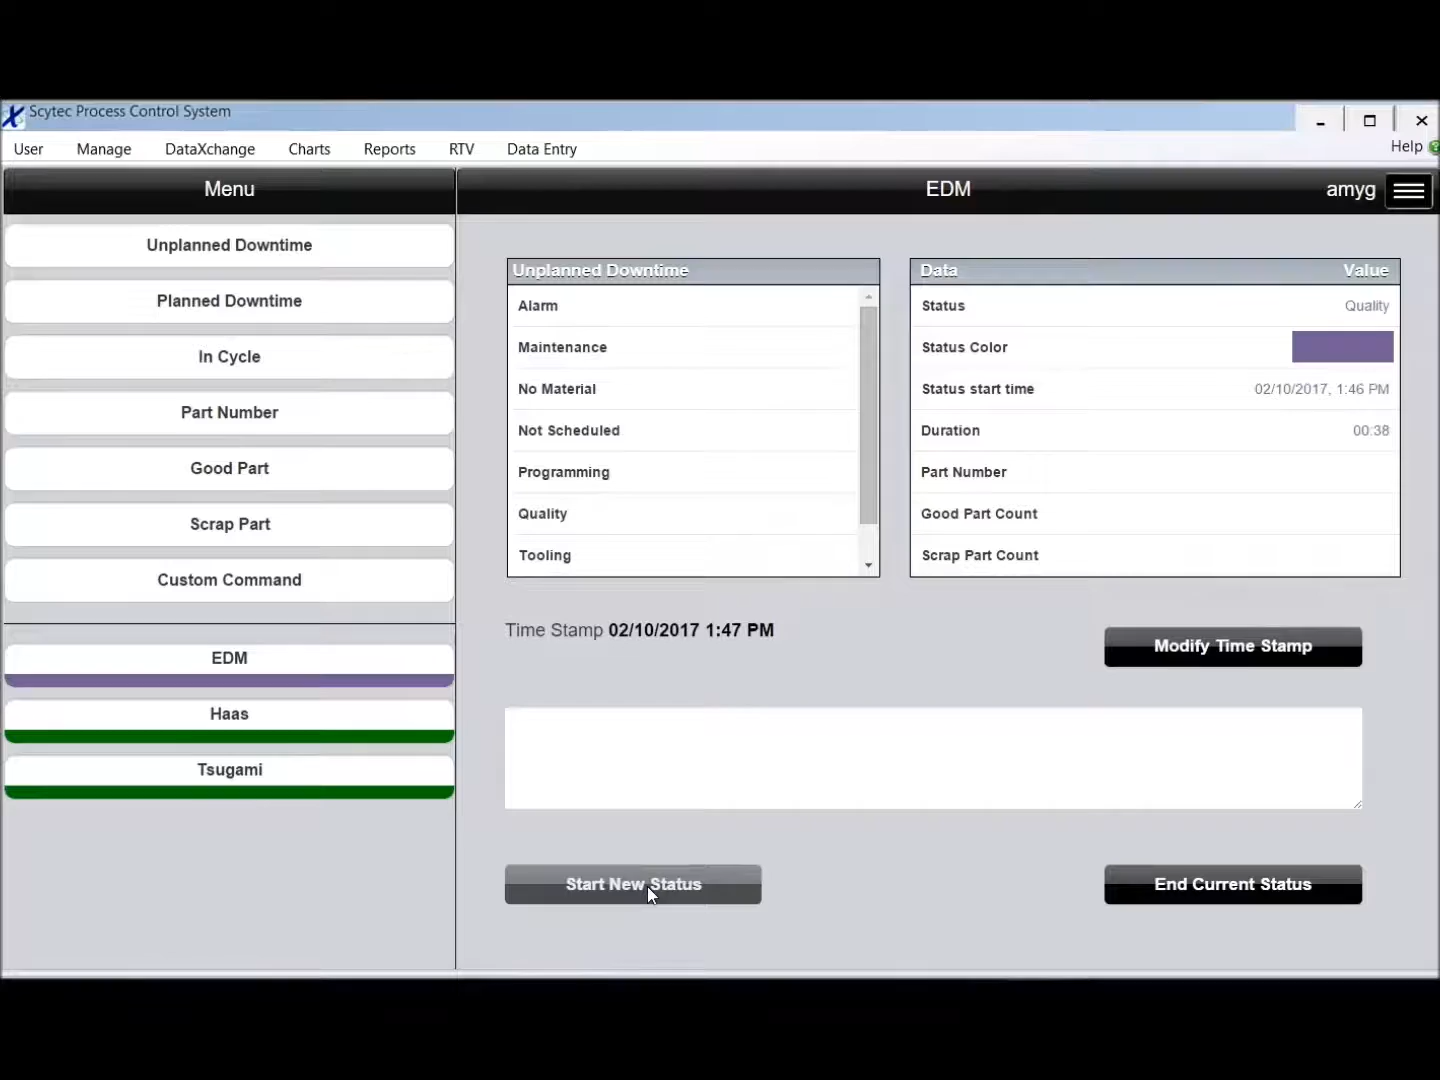 Scytec Process Control System
User Manage DataXchange Charts Reports RTV Data Entry Help
Menu
EDM
amyg
Unplanned Downtime
Planned Downtime
In Cycle
Part Number
Good Part
Scrap Part
Custom Command
EDM
Haas
Tsugami
Unplanned Downtime
Alarm
Maintenance
No Material
Not Scheduled
Programming
Quality
Tooling
Data Value
Status Quality
Status Color
Status start time 02/10/2017, 1:46 PM
Duration 00:38
Part Number
Good Part Count
Scrap Part Count
Time Stamp 02/10/2017 1:47 PM
Modify Time Stamp
Start New Status
End Current Status